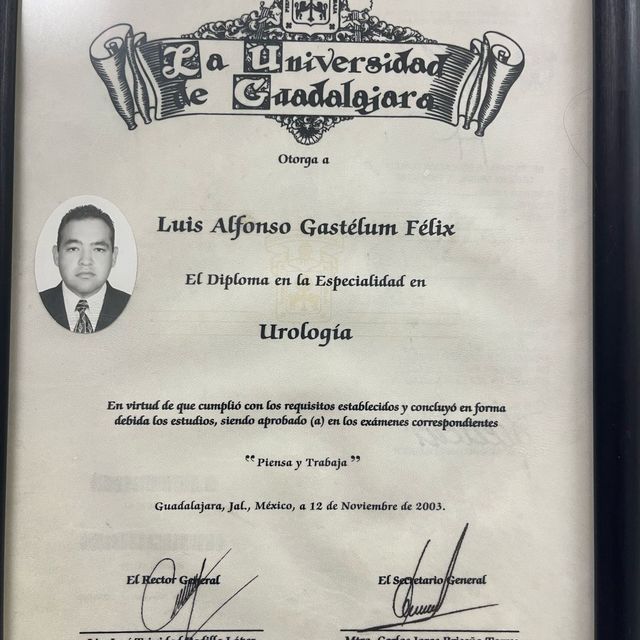 La Universidad
de Guadalajara
Otorga a
Luis Alfonso Gastélum Félix
El Diploma en la Especialidad en
Urología
En virtud de que cumplió con los requisitos establecidos y concluyó en forma
debida los estudios, siendo aprobado (a) en los exámenes correspondientes
“ Piensa y Trabaja ”
Guadalajara, Jal., México, a 12 de Noviembre de 2003.
El Rector General
El Secretario General